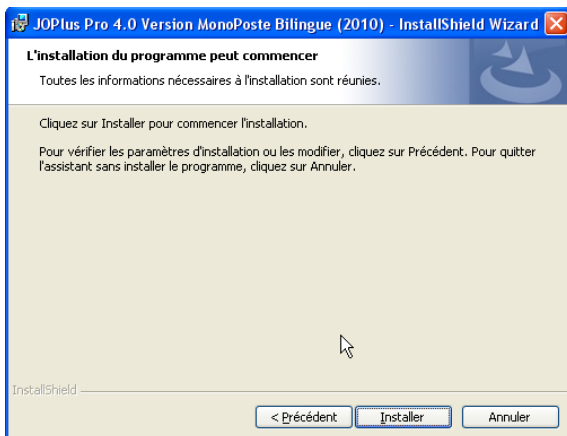 JOPlus Pro 4.0 Version MonoPoste Bilingue (2010) - InstallShield Wizard
L'installation du programme peut commencer
Toutes les informations nécessaires à l'installation sont réunies.
Cliquez sur Installer pour commencer l'installation.
Pour vérifier les paramètres d'installation ou les modifier, cliquez sur Précédent. Pour quitter
l'assistant sans installer le programme, cliquez sur Annuler.
InstallShield
< Précédent Installer Annuler